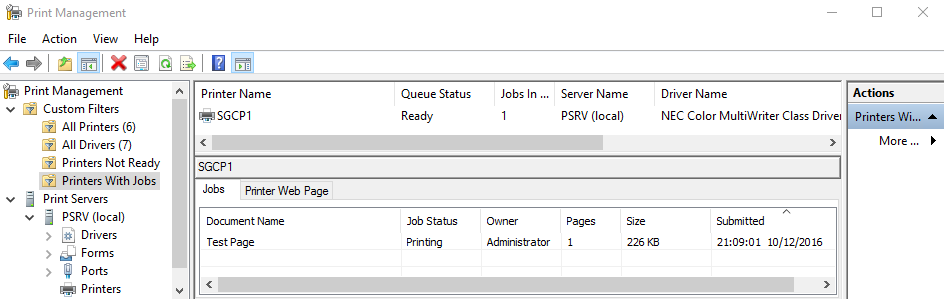 Print Management
File Action View Help
Print Management
Custom Filters
All Printers (6)
All Drivers (7)
Printers Not Ready
Printers With Jobs
Print Servers
PSRV (local)
Drivers
Forms
Ports
Printers
Printer Name Queue Status Jobs In ... Server Name Driver Name
SGCP1 Ready 1 PSRV (local) NEC Color MultiWriter Class Drive
SGCP1
Jobs Printer Web Page
Document Name Job Status Owner Pages Size Submitted
Test Page Printing Administrator 1 226 KB 21:09:01 10/12/2016
Actions
Printers Wi...
More ...